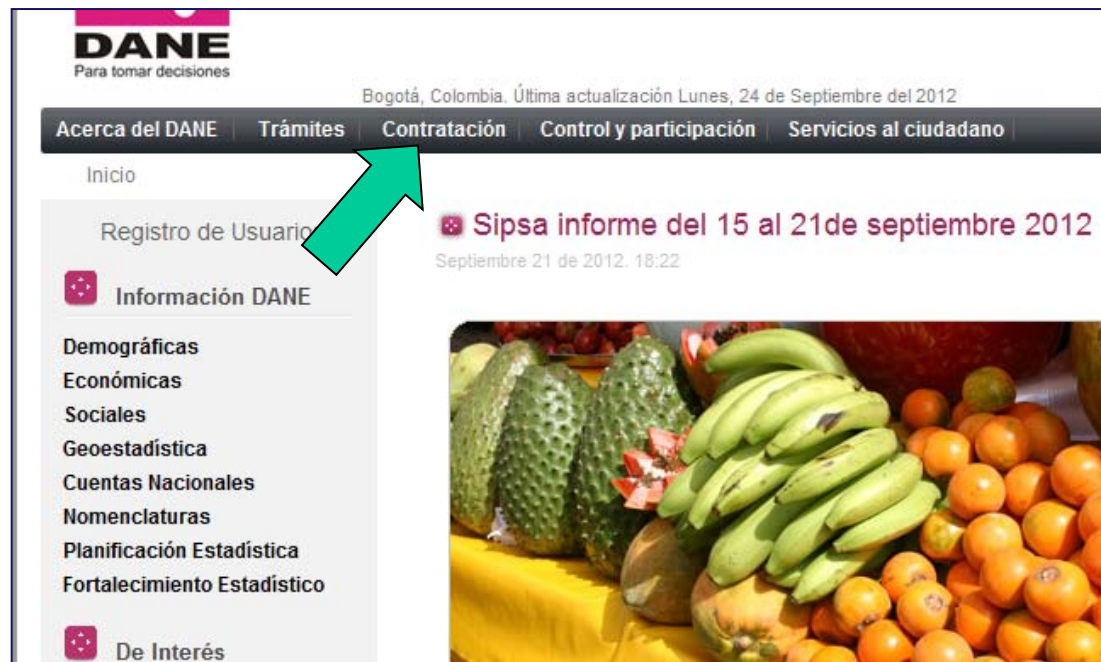 DANE
Para tomar decisiones
Bogotá, Colombia. Última actualización Lunes, 24 de Septiembre del 2012
Acerca del DANE Trámites Contratación Control y participación Servicios al ciudadano
Inicio
Registro de Usuario
Información DANE
Demográficas
Económicas
Sociales
Geoestadística
Cuentas Nacionales
Nomenclaturas
Planificación Estadística
Fortalecimiento Estadístico
De Interés
Sipsa informe del 15 al 21de septiembre 2012
Septiembre 21 de 2012. 18:22